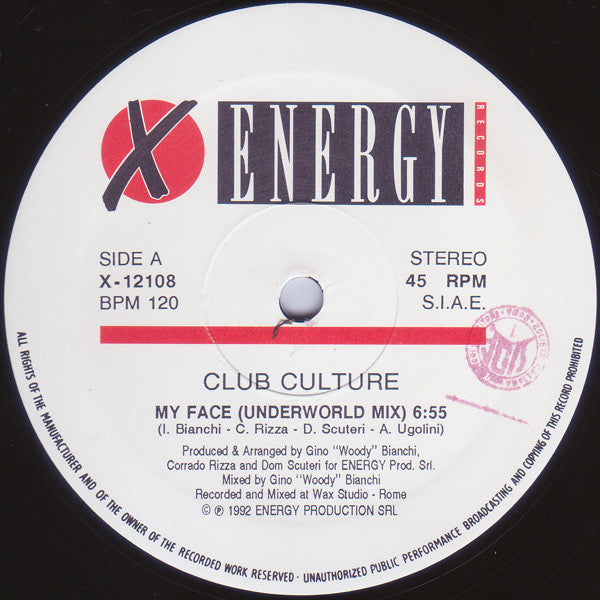 X ENERGY RECORDS
SIDE A
X-12108
BPM 120
STEREO
45 RPM
S.I.A.E.
CLUB CULTURE
MY FACE (UNDERWORLD MIX) 6:55
(I. Bianchi - C. Rizza - D. Scuteri - A. Ugolini)
Produced & Arranged by Gino "Woody" Bianchi,
Corrado Rizza and Dom Scuteri for ENERGY Prod. Srl.
Mixed by Gino "Woody" Bianchi
Recorded and Mixed at Wax Studio - Rome
© ℗ 1992 ENERGY PRODUCTION SRL
ALL RIGHTS OF THE MANUFACTURER AND OF THE OWNER OF THE RECORDED WORK RESERVED · UNAUTHORIZED PUBLIC PERFORMANCE BROADCASTING AND COPYING OF THIS RECORD PROHIBITED